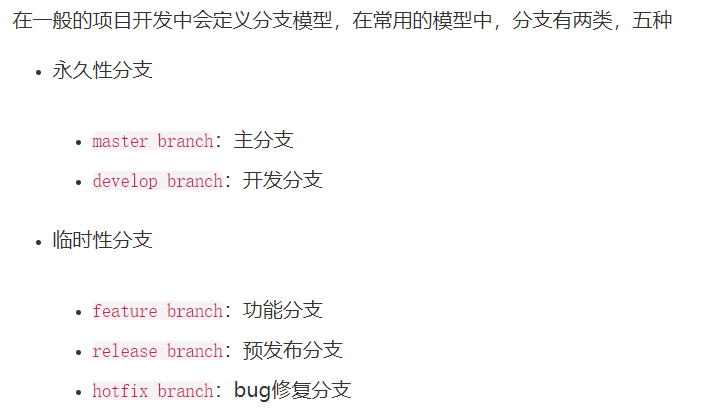 在一般的项目开发中会定义分支模型，在常用的模型中，分支有两类，五种
永久性分支
master branch：主分支
develop branch：开发分支
临时性分支
feature branch：功能分支
release branch：预发布分支
hotfix branch：bug修复分支